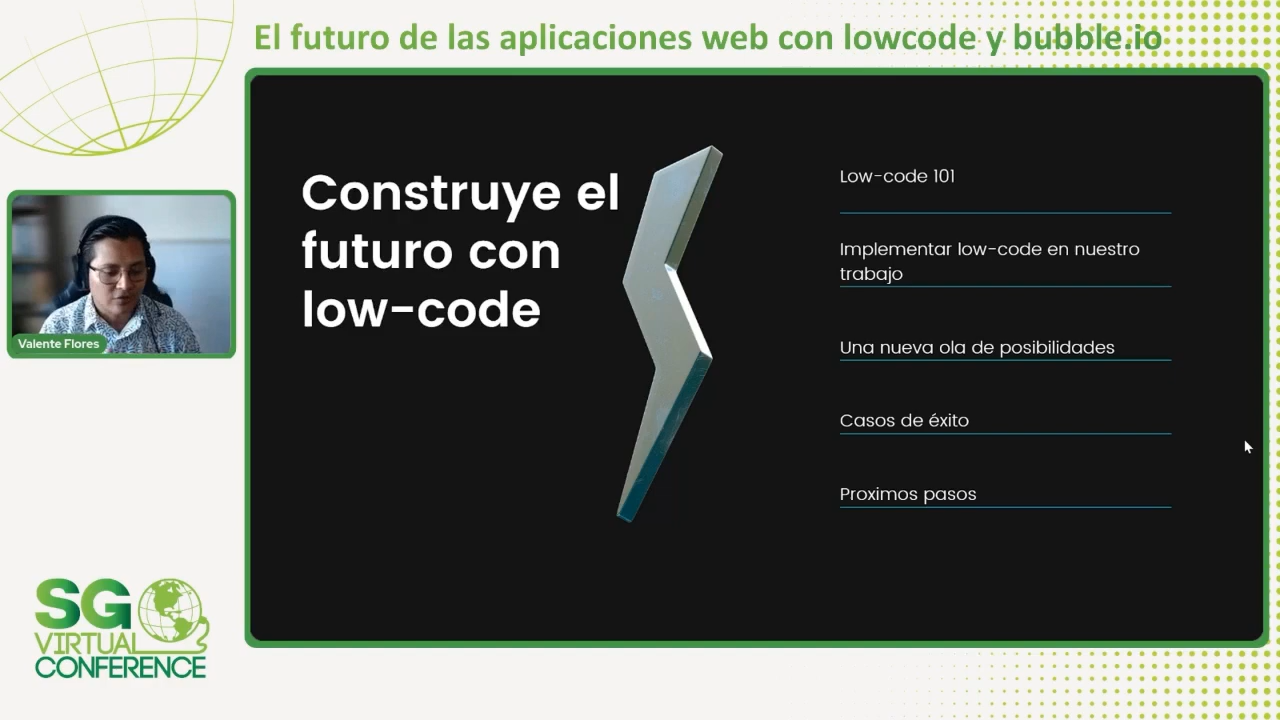 El futuro de las aplicaciones web con lowcode y bubble.io
Construye el
futuro con
low-code
Low-code 101
Implementar low-code en nuestro
trabajo
Una nueva ola de posibilidades
Casos de éxito
Proximos pasos
Valente Flores
SG
VIRTUAL
CONFERENCE